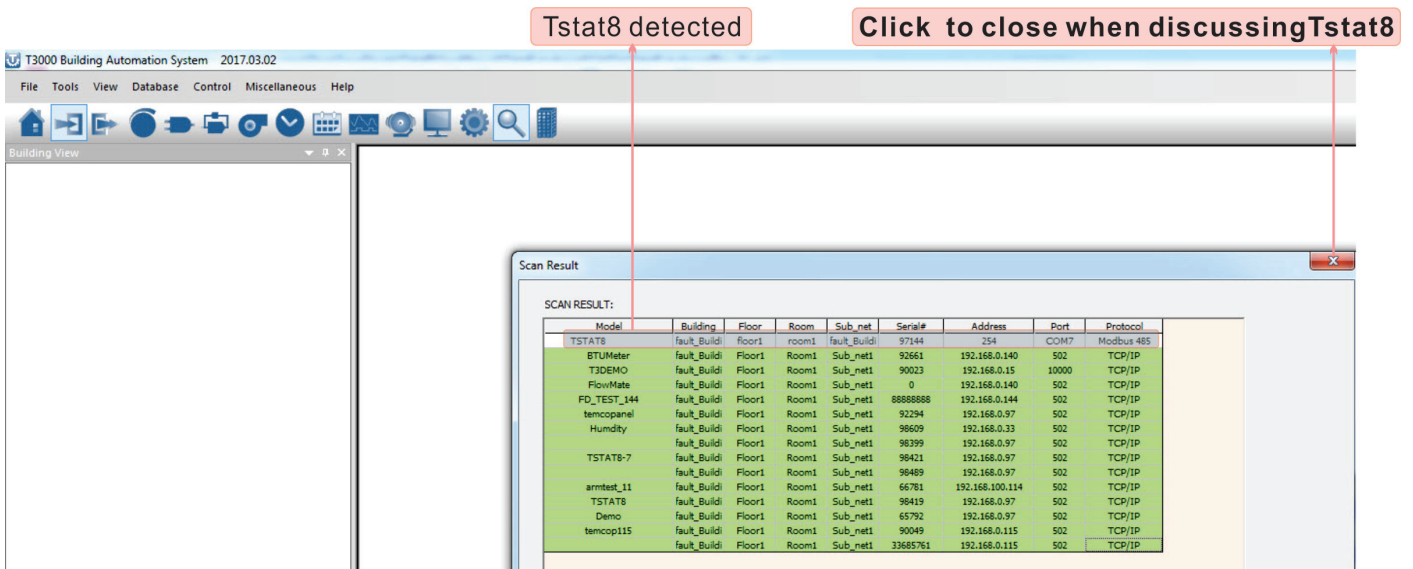 Tstat8 detected
Click to close when discussingTstat8
T3000 Building Automation System 2017.03.02
File Tools View Database Control Miscellaneous Help
Building View
Scan Result
SCAN RESULT:
Model Building Floor Room Sub_net Serial# Address Port Protocol
TSTAT8 fault_Buildi floor1 room1 fault_Buildi 97144 254 COM7 Modbus 485
BTUMeter fault_Buildi Floor1 Room1 Sub_net1 92661 192.168.0.140 502 TCP/IP
T3DEMO fault_Buildi Floor1 Room1 Sub_net1 90023 192.168.0.15 10000 TCP/IP
FlowMate fault_Buildi Floor1 Room1 Sub_net1 0 192.168.0.140 502 TCP/IP
FD_TEST_144 fault_Buildi Floor1 Room1 Sub_net1 88888888 192.168.0.144 502 TCP/IP
temcopanel fault_Buildi Floor1 Room1 Sub_net1 92294 192.168.0.97 502 TCP/IP
Humdity fault_Buildi Floor1 Room1 Sub_net1 98609 192.168.0.33 502 TCP/IP
fault_Buildi Floor1 Room1 Sub_net1 98399 192.168.0.97 502 TCP/IP
TSTAT8-7 fault_Buildi Floor1 Room1 Sub_net1 98421 192.168.0.97 502 TCP/IP
fault_Buildi Floor1 Room1 Sub_net1 98489 192.168.0.97 502 TCP/IP
armtest_11 fault_Buildi Floor1 Room1 Sub_net1 66781 192.168.100.114 502 TCP/IP
TSTAT8 fault_Buildi Floor1 Room1 Sub_net1 98419 192.168.0.97 502 TCP/IP
Demo fault_Buildi Floor1 Room1 Sub_net1 65792 192.168.0.97 502 TCP/IP
temcop115 fault_Buildi Floor1 Room1 Sub_net1 90049 192.168.0.115 502 TCP/IP
fault_Buildi Floor1 Room1 Sub_net1 33685761 192.168.0.115 502 TCP/IP